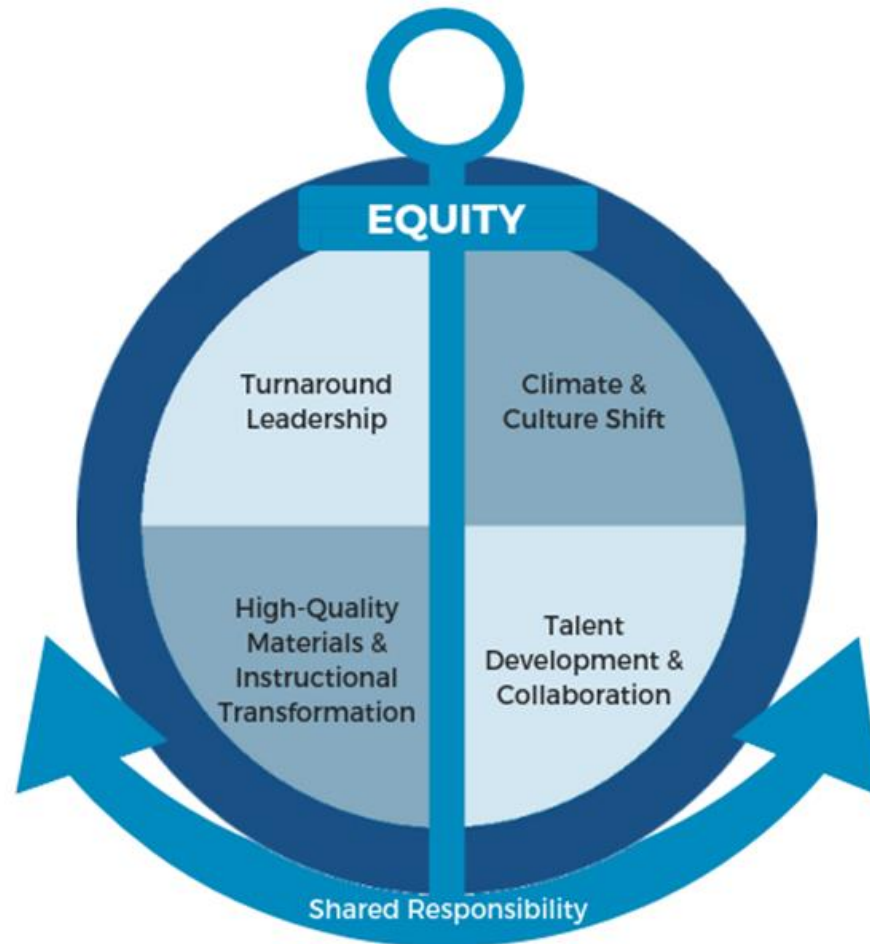 EQUITY
Turnaround
Leadership
Climate &
Culture Shift
High-Quality
Materials &
Instructional
Transformation
Talent
Development &
Collaboration
Shared Responsibility